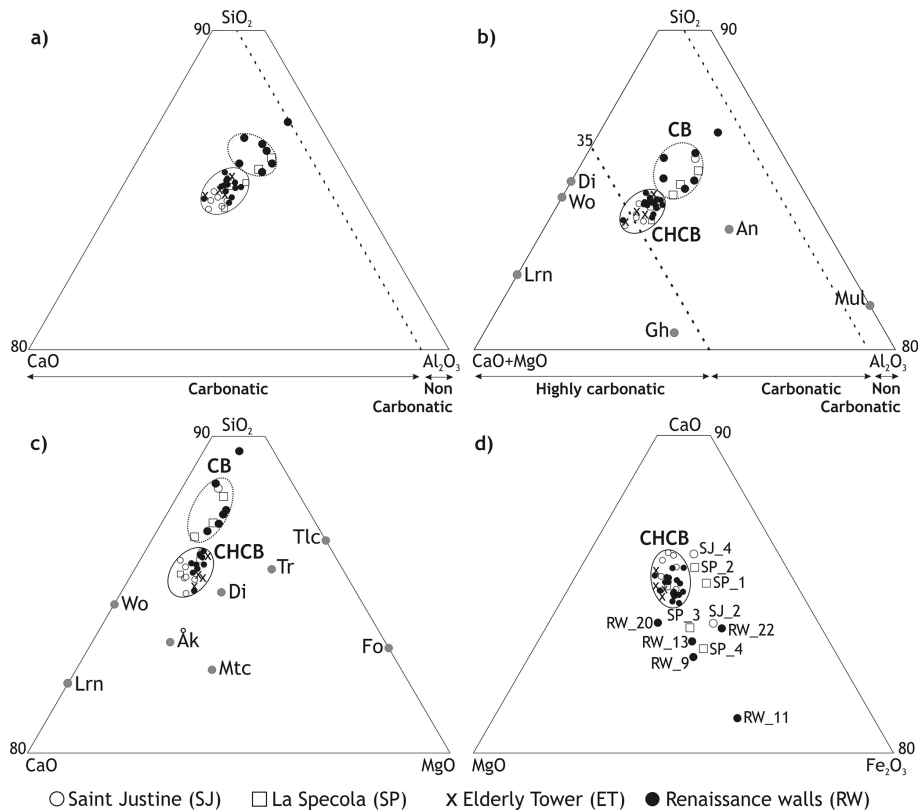 a)
SiO₂
90
80
CaO
Al₂O₃
Carbonatic
Non Carbonatic
b)
SiO₂
90
35
CB
Di
Wo
CHCB
An
Lrn
Mul
Gh
80
CaO+MgO
Al₂O₃
Highly carbonatic
Carbonatic
Non Carbonatic
c)
SiO₂
90
CB
CHCB
Tlc
Tr
Di
Wo
Åk
Fo
Mtc
Lrn
80
CaO
MgO
d)
CaO
90
CHCB
SJ_4
SP_2
SP_1
SP_3
SJ_2
RW_20
RW_22
RW_13
SP_4
RW_9
RW_11
80
MgO
Fe₂O₃
Saint Justine (SJ)
La Specola (SP)
x Elderly Tower (ET)
Renaissance walls (RW)